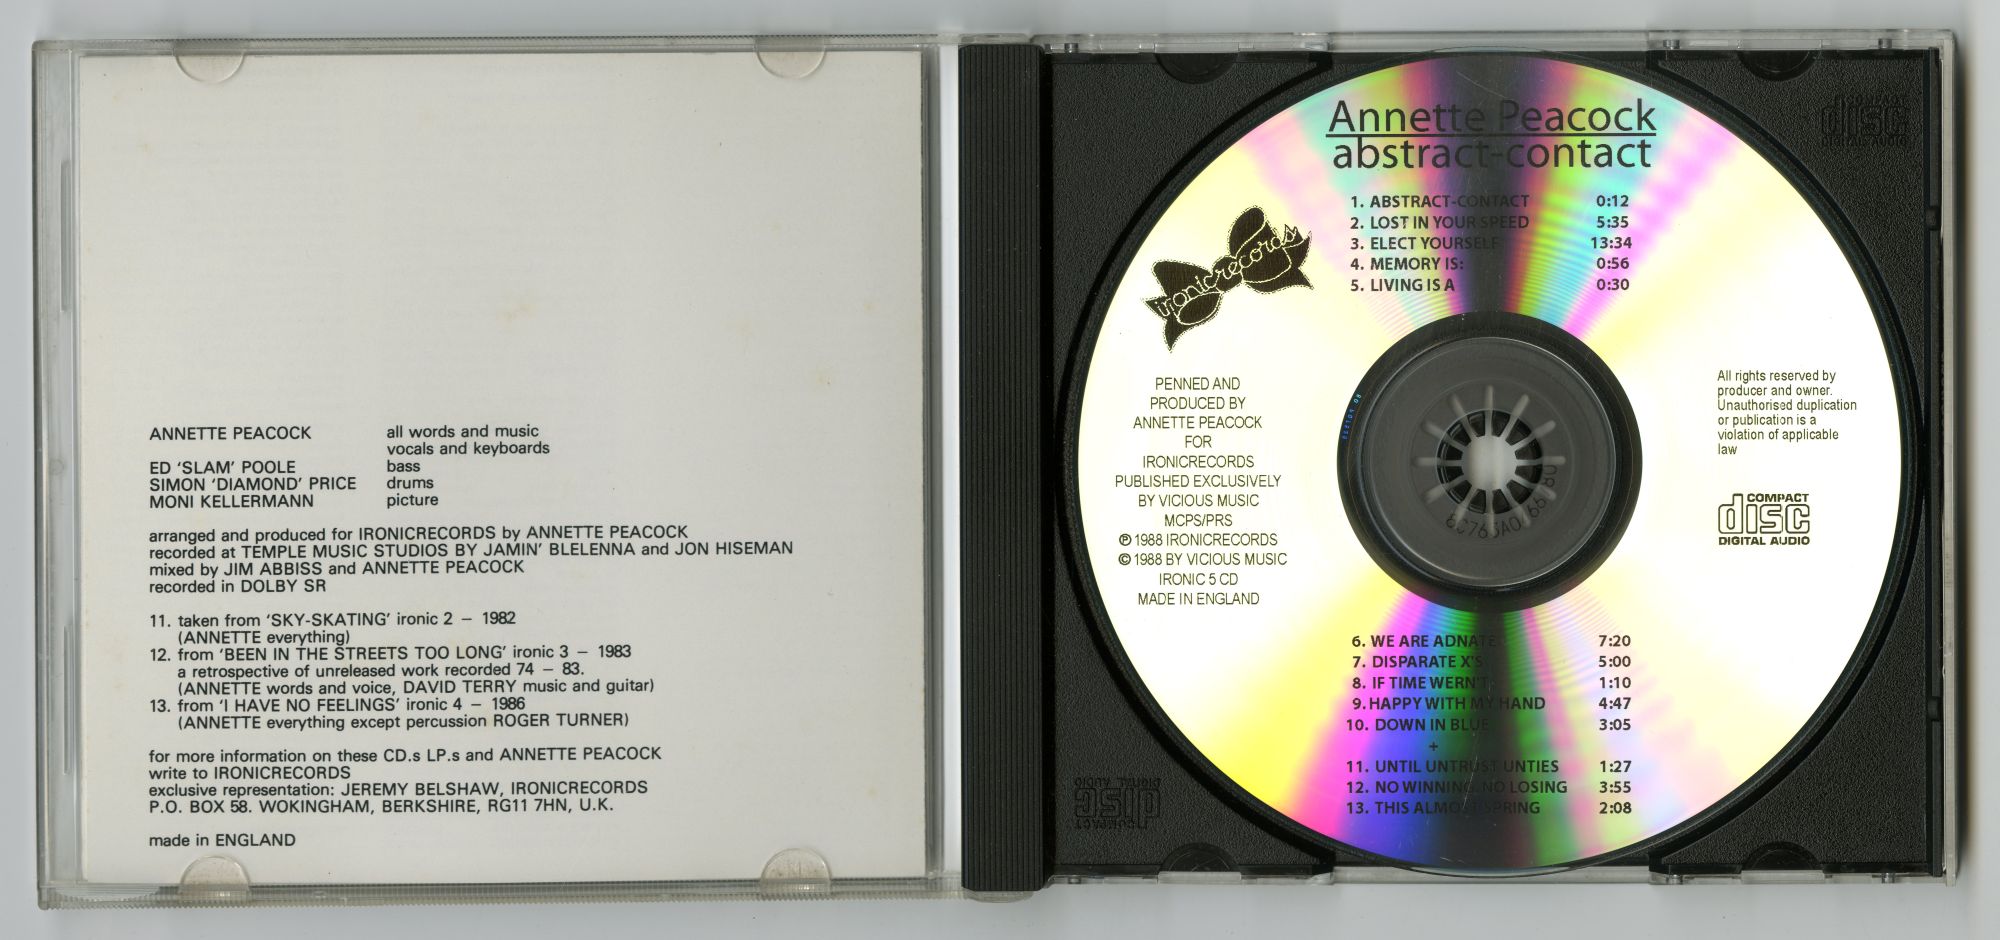 ANNETTE PEACOCK all words and music
vocals and keyboards
ED ‘SLAM’ POOLE bass
SIMON ‘DIAMOND’ PRICE drums
MONI KELLERMANN picture
arranged and produced for IRONICRECORDS by ANNETTE PEACOCK
recorded at TEMPLE MUSIC STUDIOS BY JAMIN’ BLELENNA and JON HISEMAN
mixed by JIM ABBISS and ANNETTE PEACOCK
recorded in DOLBY SR
11. taken from ‘SKY-SKATING’ ironic 2 – 1982
(ANNETTE everything)
12. from ‘BEEN IN THE STREETS TOO LONG’ ironic 3 – 1983
a retrospective of unreleased work recorded 74 – 83.
(ANNETTE words and voice, DAVID TERRY music and guitar)
13. from ‘I HAVE NO FEELINGS’ ironic 4 – 1986
(ANNETTE everything except percussion ROGER TURNER)
for more information on these CD.s LP.s and ANNETTE PEACOCK
write to IRONICRECORDS
exclusive representation: JEREMY BELSHAW, IRONICRECORDS
P.O. BOX 58. WOKINGHAM, BERKSHIRE, RG11 7HN, U.K.
made in ENGLAND
Annette Peacock
abstract-contact
1. ABSTRACT-CONTACT 0:12
2. LOST IN YOUR SPEED 5:35
3. ELECT YOURSELF 13:34
4. MEMORY IS: 0:56
5. LIVING IS A 0:30
ironicrecords
PENNED AND
PRODUCED BY
ANNETTE PEACOCK
FOR
IRONICRECORDS
PUBLISHED EXCLUSIVELY
BY VICIOUS MUSIC
MCPS/PRS
℗ 1988 IRONICRECORDS
© 1988 BY VICIOUS MUSIC
IRONIC 5 CD
MADE IN ENGLAND
All rights reserved by
producer and owner.
Unauthorised duplication
or publication is a
violation of applicable
law
COMPACT
disc
DIGITAL AUDIO
6. WE ARE ADNATE 7:20
7. DISPARATE X'S 5:00
8. IF TIME WERN'T 1:10
9. HAPPY WITH MY HAND 4:47
10. DOWN IN BLUE 3:05
+
11. UNTIL UNTRUST UNTIES 1:27
12. NO WINNING, NO LOSING 3:55
13. THIS ALMOST SPRING 2:08
COMPACT
disc
DIGITAL AUDIO
COMPACT
disc
DIGITAL AUDIO